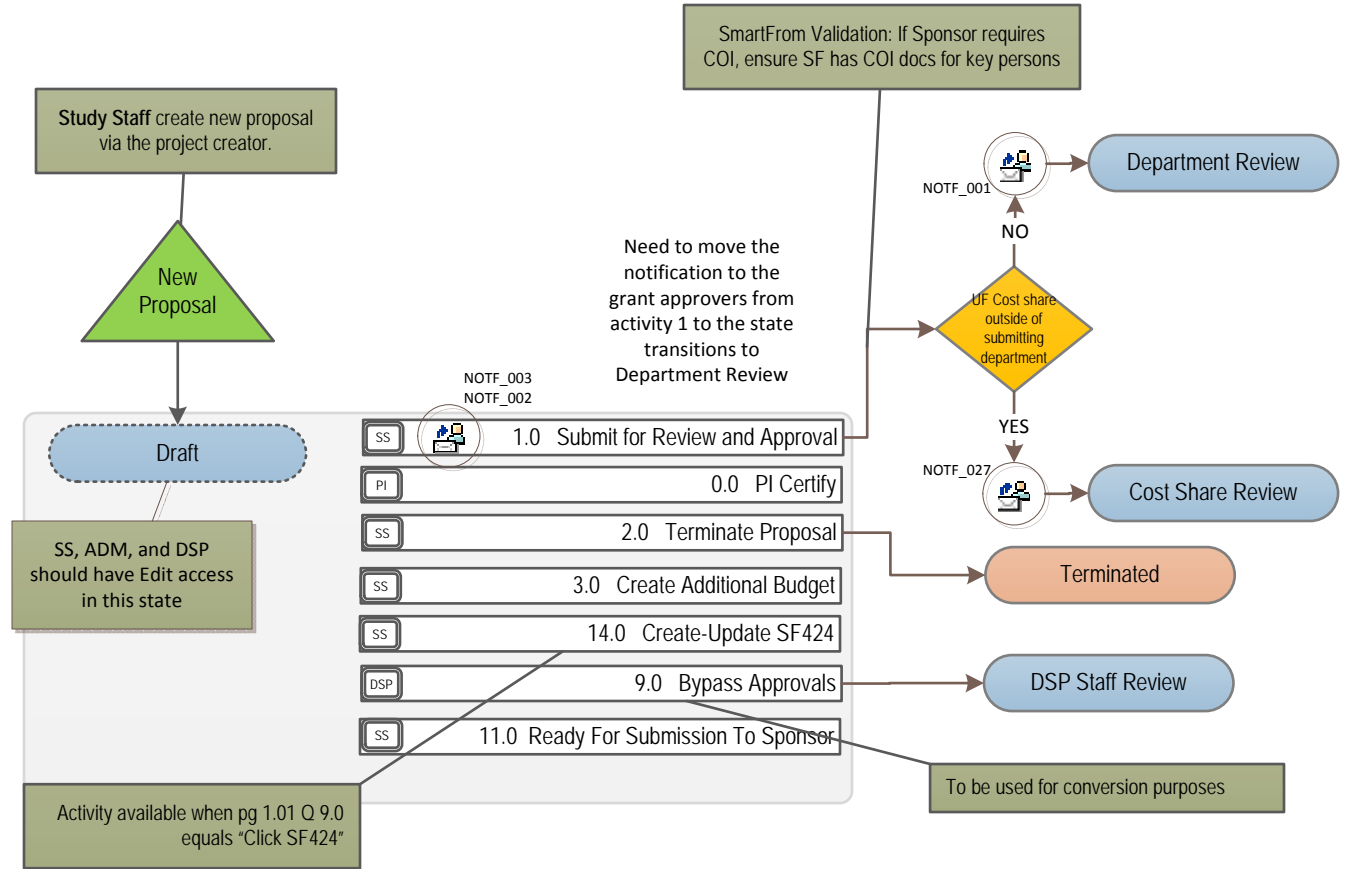 SmartFrom Validation: If Sponsor requires
COI, ensure SF has COI docs for key persons
Study Staff create new proposal
via the project creator.
New
Proposal
Need to move the
notification to the
grant approvers from
activity 1 to the state
transitions to
Department Review
NOTF_001
Department Review
NO
UF Cost share
outside of
submitting
department
YES
NOTF_027
Cost Share Review
NOTF_003
NOTF_002
Draft
SS, ADM, and DSP
should have Edit access
in this state
SS 1.0 Submit for Review and Approval
PI 0.0 PI Certify
SS 2.0 Terminate Proposal
Terminated
SS 3.0 Create Additional Budget
SS 14.0 Create-Update SF424
DSP 9.0 Bypass Approvals
DSP Staff Review
SS 11.0 Ready For Submission To Sponsor
To be used for conversion purposes
Activity available when pg 1.01 Q 9.0
equals “Click SF424”